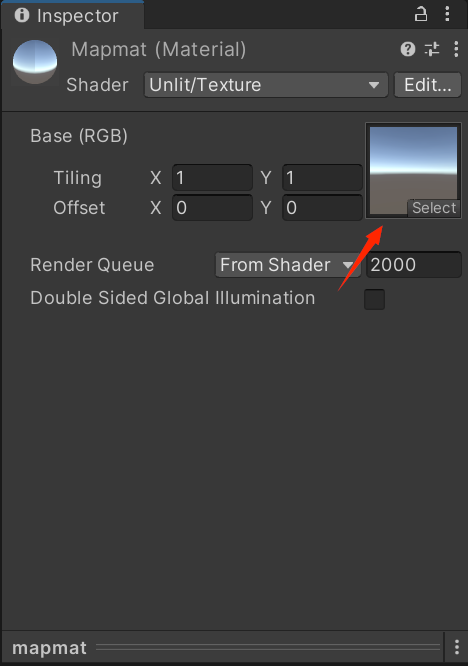 Inspector
Mapmat (Material)
Shader Unlit/Texture Edit...
Base (RGB)
Tiling X 1 Y 1
Offset X 0 Y 0
Select
Render Queue From Shader 2000
Double Sided Global Illumination
mapmat